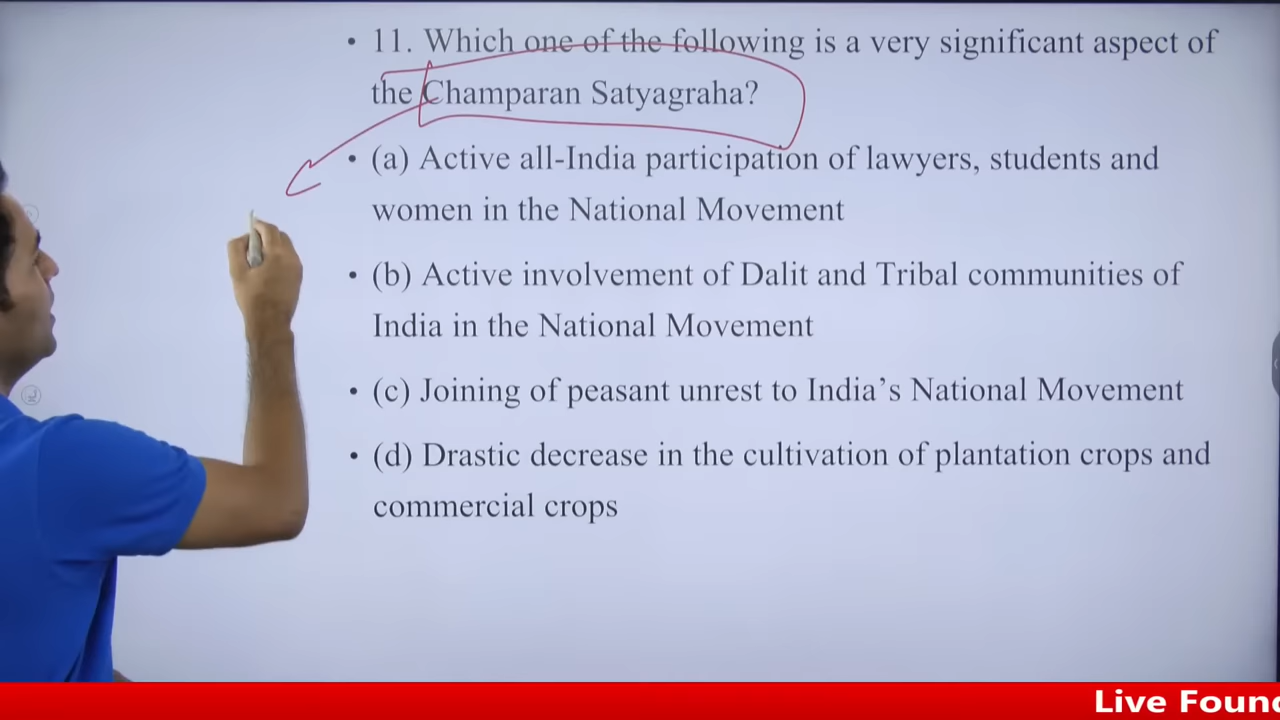 • 11. Which one of the following is a very significant aspect of
the Champaran Satyagraha?
• (a) Active all-India participation of lawyers, students and
women in the National Movement
• (b) Active involvement of Dalit and Tribal communities of
India in the National Movement
• (c) Joining of peasant unrest to India's National Movement
• (d) Drastic decrease in the cultivation of plantation crops and
commercial crops
Live Found